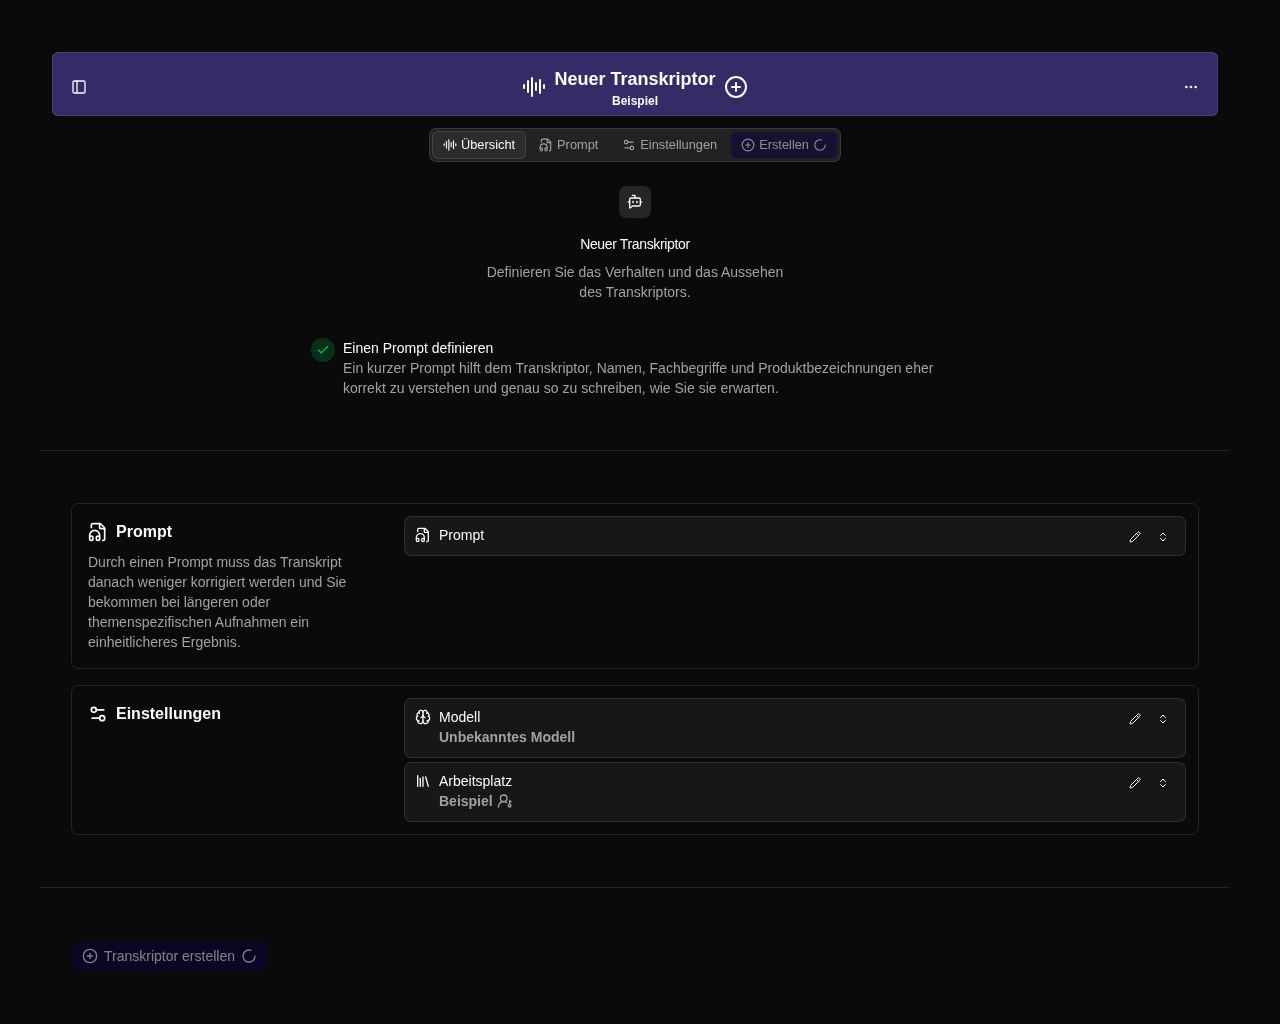 Neuer Transkriptor
Beispiel
Übersicht Prompt Einstellungen Erstellen
Neuer Transkriptor
Definieren Sie das Verhalten und das Aussehen
des Transkriptors.
Einen Prompt definieren
Ein kurzer Prompt hilft dem Transkriptor, Namen, Fachbegriffe und Produktbezeichnungen eher
korrekt zu verstehen und genau so zu schreiben, wie Sie sie erwarten.
Prompt
Durch einen Prompt muss das Transkript
danach weniger korrigiert werden und Sie
bekommen bei längeren oder
themenspezifischen Aufnahmen ein
einheitlicheres Ergebnis.
Prompt
Einstellungen
Modell
Unbekanntes Modell
Arbeitsplatz
Beispiel
Transkriptor erstellen